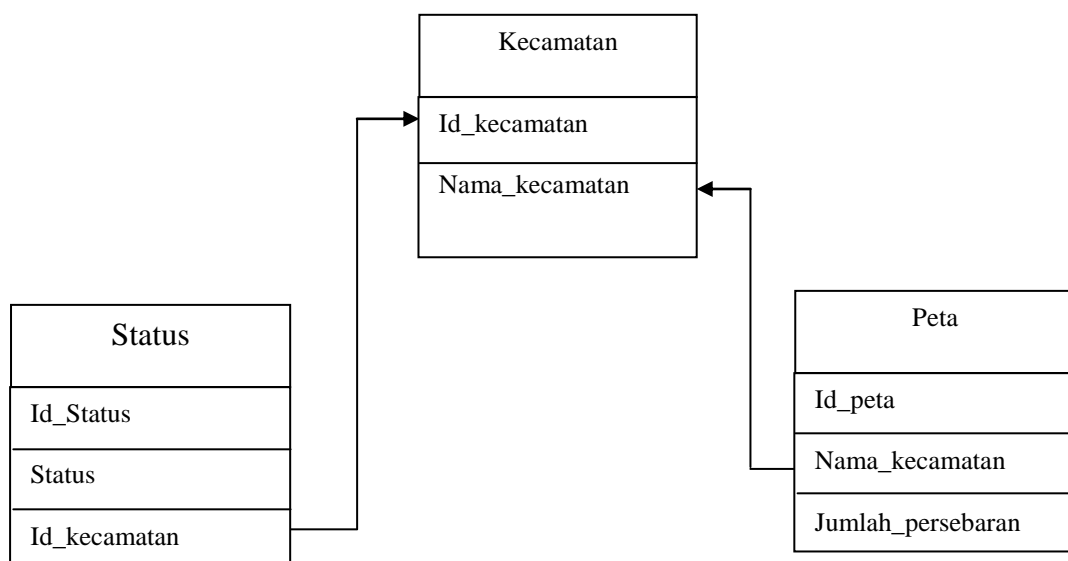 Kecamatan
Id_kecamatan
Nama_kecamatan
Status
Id_Status
Status
Id_kecamatan
Peta
Id_peta
Nama_kecamatan
Jumlah_persebaran